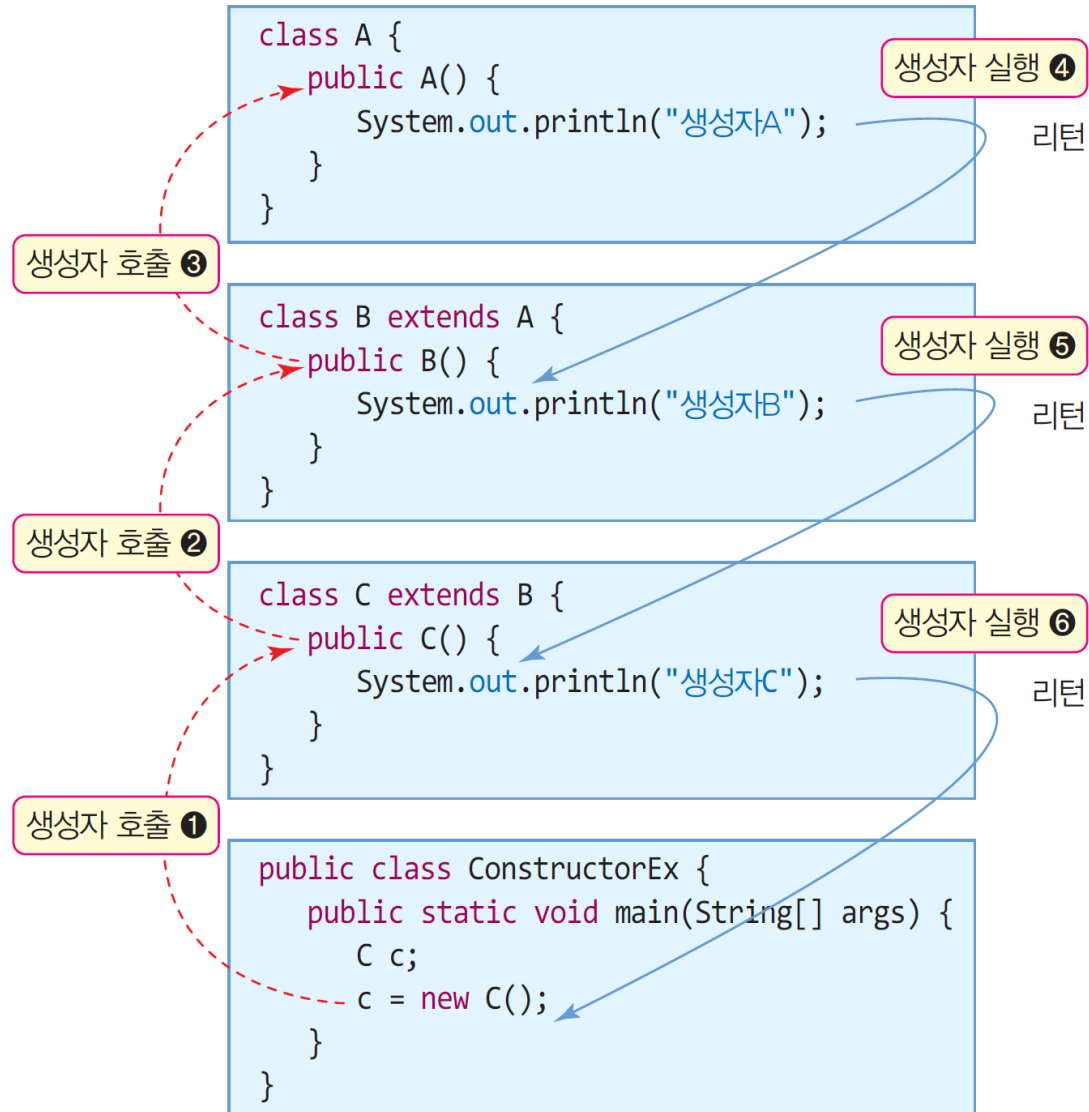 class A {
public A() {
System.out.println("생성자A");
}
}
생성자 실행 ❹
리턴
생성자 호출 ❸
class B extends A {
public B() {
System.out.println("생성자B");
}
}
생성자 실행 ❺
리턴
생성자 호출 ❷
class C extends B {
public C() {
System.out.println("생성자C");
}
}
생성자 실행 ❻
리턴
생성자 호출 ❶
public class ConstructorEx {
public static void main(String[] args) {
C c;
c = new C();
}
}